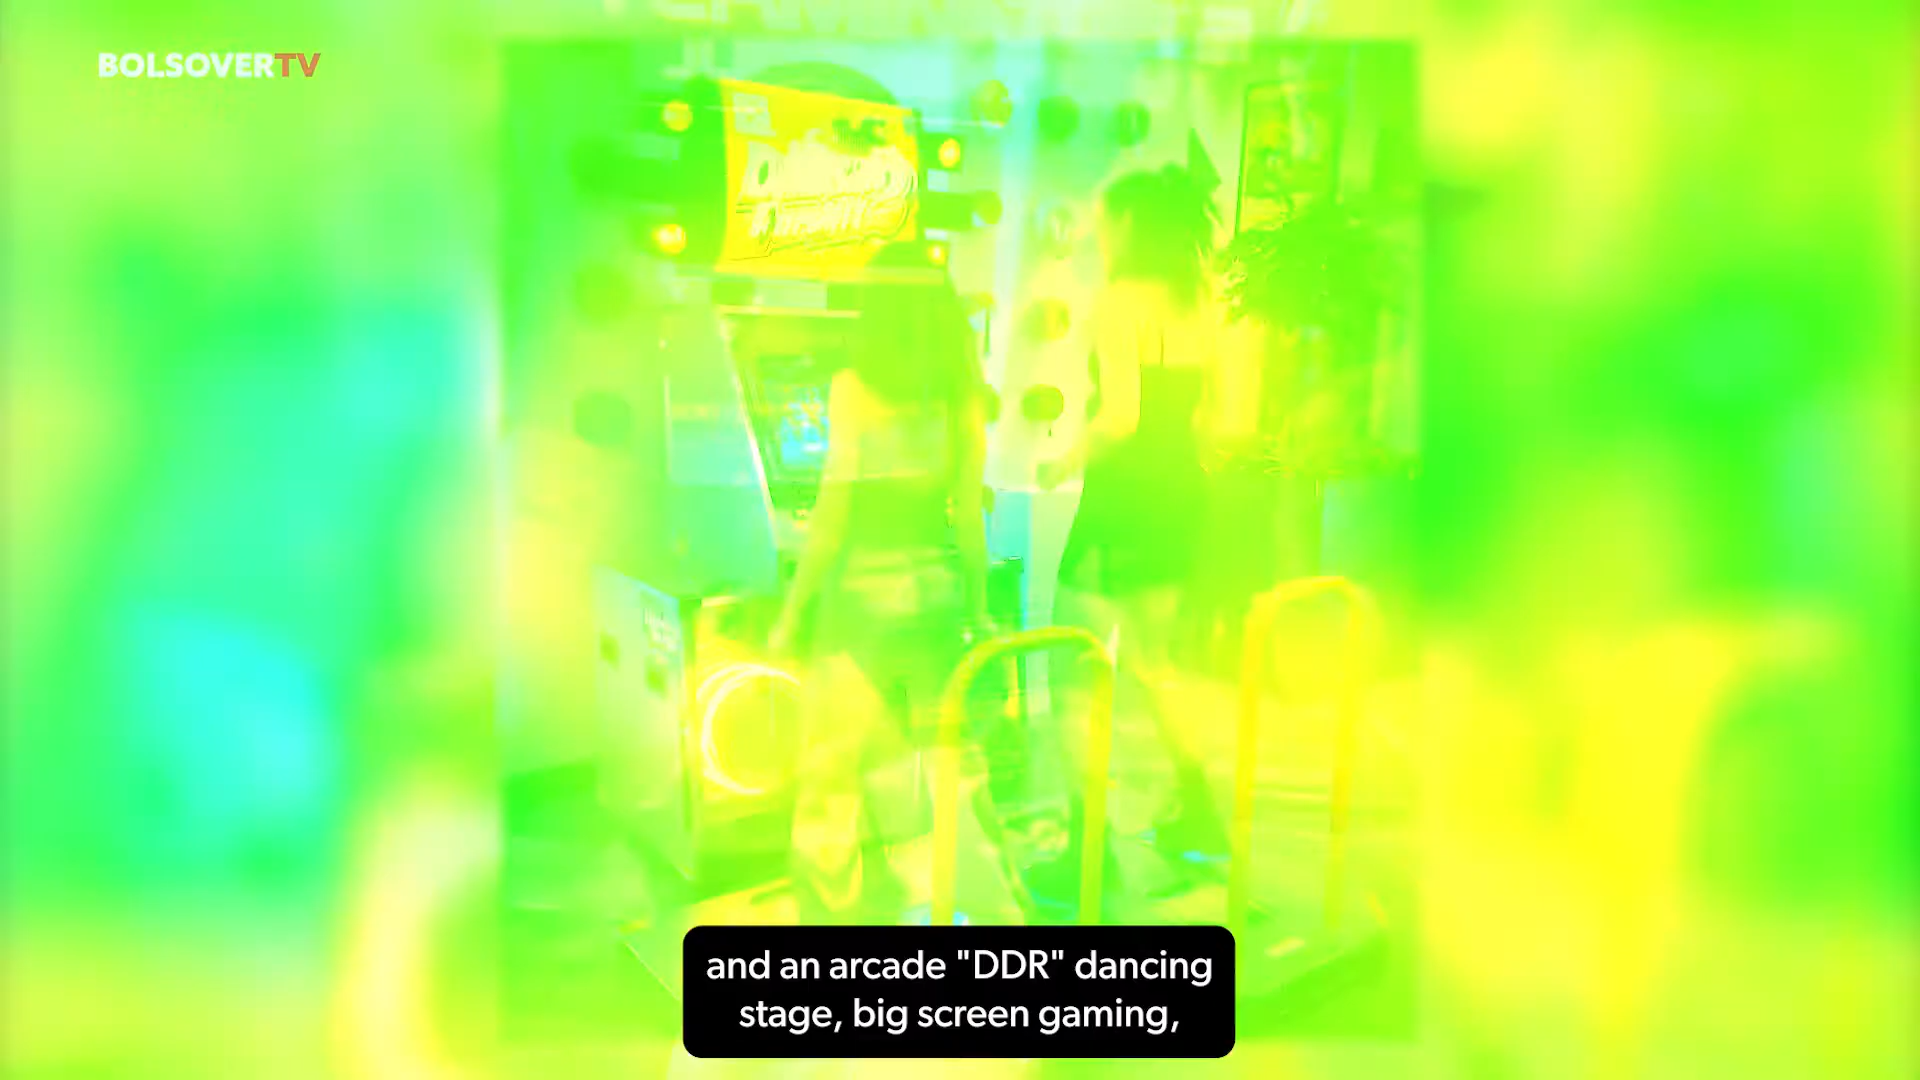 BOLSOVERTV
and an arcade "DDR" dancing
stage, big screen gaming,